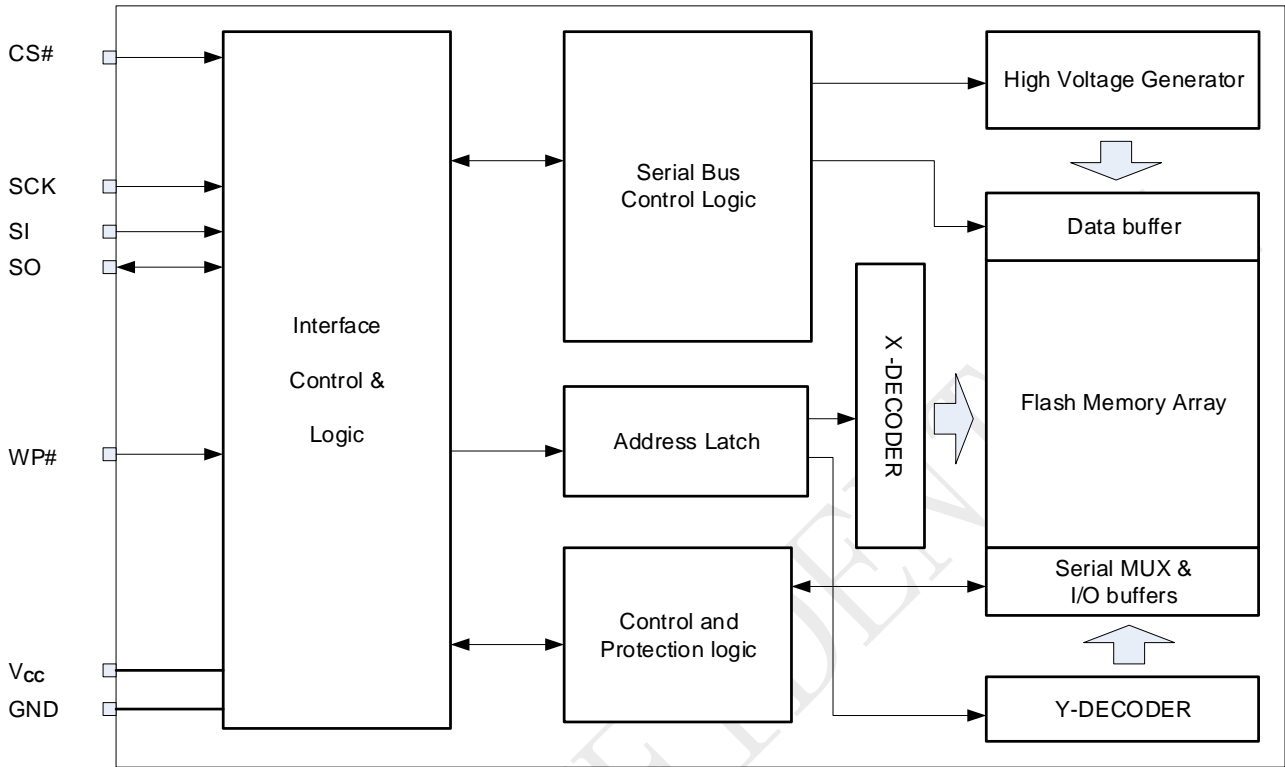 CS#
SCK
SI
SO
WP#
Vcc
GND
Interface
Control &
Logic
Serial Bus
Control Logic
Address Latch
Control and
Protection logic
X -DECODER
High Voltage Generator
Data buffer
Flash Memory Array
Serial MUX &
I/O buffers
Y-DECODER